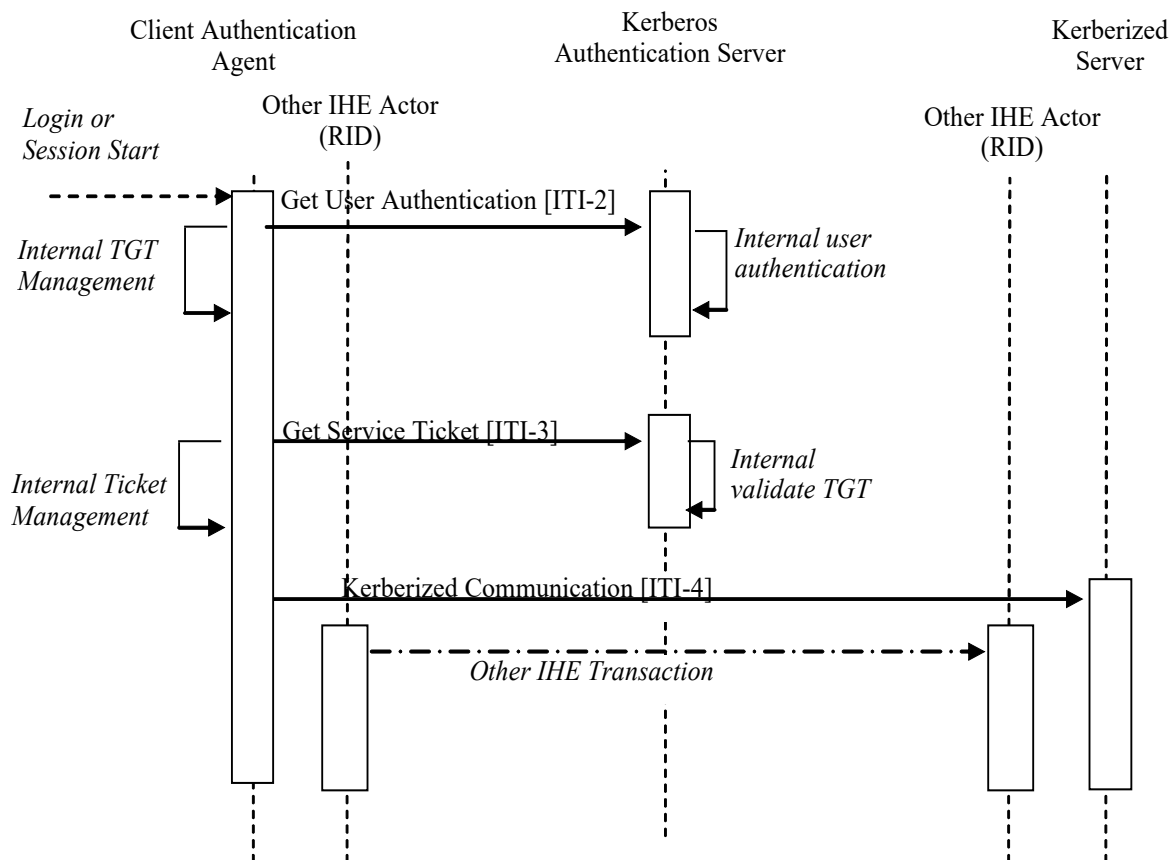 Client Authentication
Agent
Kerberos
Authentication Server
Kerberized
Server
Other IHE Actor
(RID)
Other IHE Actor
(RID)
Login or
Session Start
Get User Authentication [ITI-2]
Internal TGT
Management
Internal user
authentication
Get Service Ticket [ITI-3]
Internal Ticket
Management
Internal
validate TGT
Kerberized Communication [ITI-4]
Other IHE Transaction